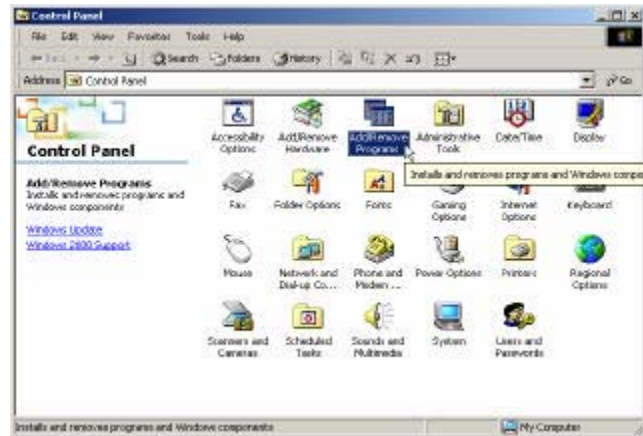 Control Panel
File Edit View Favorites Tools Help
Search Folders History
Address Control Panel Go
Control Panel
Add/Remove Programs
Installs and removes programs and
Windows components
Windows Update
Windows 2000 Support
Accessibility
Options
Add/Remove
Hardware
Add/Remove
Programs
Administrative
Tools
Date/Time
Display
Installs and removes programs and Windows compo
Fax
Folder Options
Fonts
Gaming
Options
Internet
Options
Keyboard
Mouse
Network and
Dial-up Co...
Phone and
Modem ...
Power Options
Printers
Regional
Options
Scanners and
Cameras
Scheduled
Tasks
Sounds and
Multimedia
System
Users and
Passwords
Installs and removes programs and Windows components
My Computer